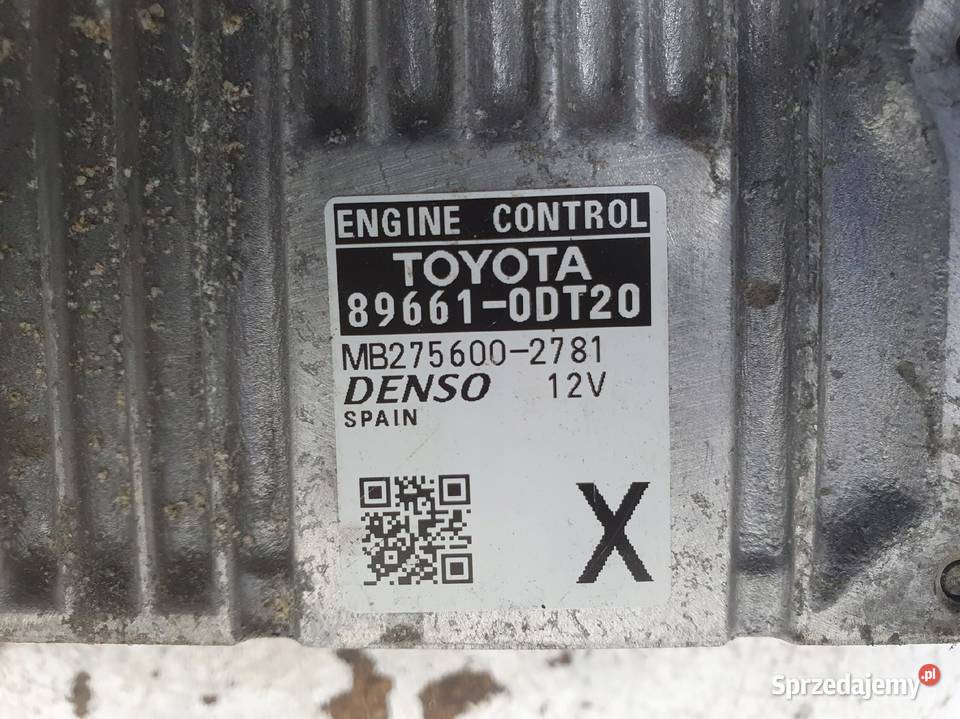 ENGINE CONTROL
TOYOTA
89661-0DT20
MB275600-2781
DENSO 12V
SPAIN
X
Sprzedajemy.pl